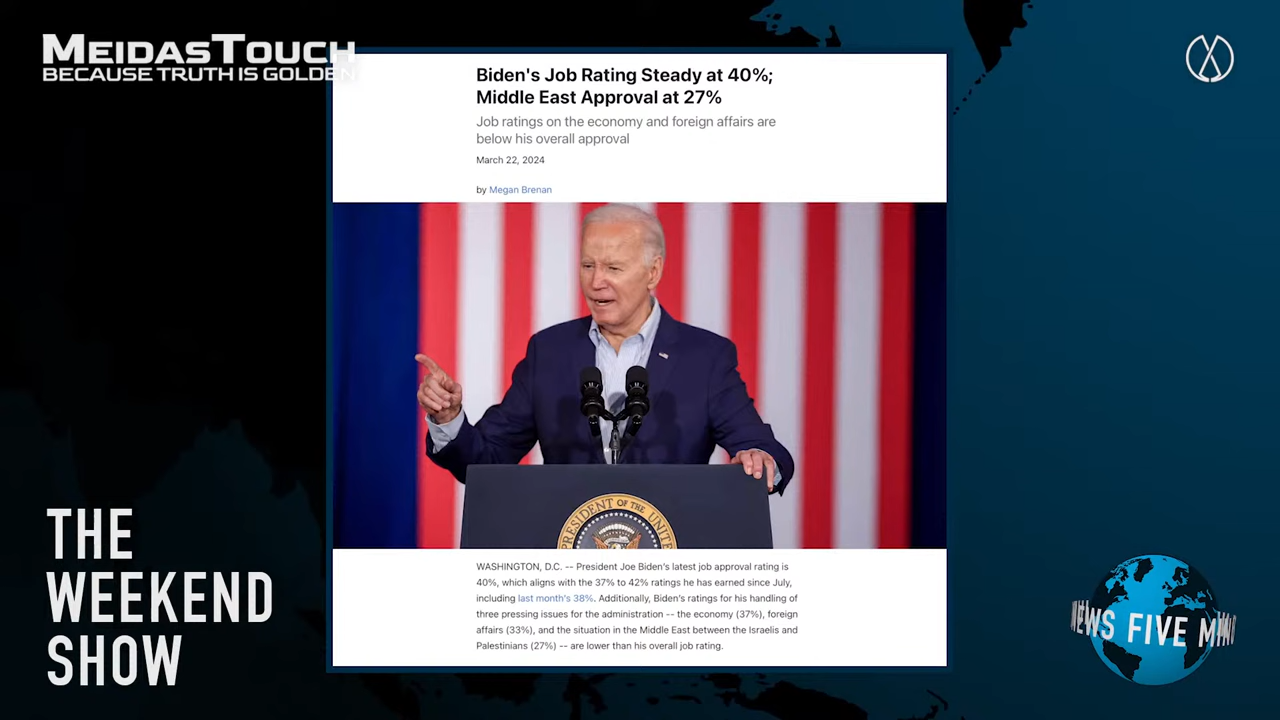 MEIDASTOUCH
BECAUSE TRUTH IS GOLDEN
Biden's Job Rating Steady at 40%;
Middle East Approval at 27%
Job ratings on the economy and foreign affairs are
below his overall approval
March 22, 2024
by Megan Brenan
PRESIDENT OF THE UNITE
WASHINGTON, D.C. -- President Joe Biden's latest job approval rating is
40%, which aligns with the 37% to 42% ratings he has earned since July,
including last month's 38%. Additionally, Biden's ratings for his handling of
three pressing issues for the administration -- the economy (37%), foreign
affairs (33%), and the situation in the Middle East between the Israelis and
Palestinians (27%) -- are lower than his overall job rating.
THE
WEEKEND
SHOW
NEWS FIVE MIN